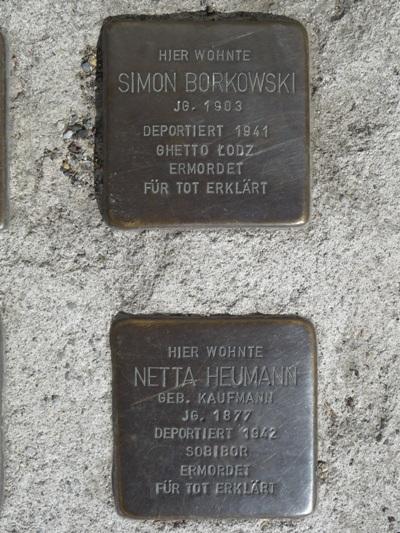 HIER WOHNTE
SIMON BORKOWSKI
JG. 1903
DEPORTIERT 1941
GHETTO ŁODZ
ERMORDET
FÜR TOT ERKLÄRT
HIER WOHNTE
NETTA HEUMANN
GEB. KAUFMANN
JG. 1877
DEPORTIERT 1942
SOBIBOR
ERMORDET
FÜR TOT ERKLÄRT